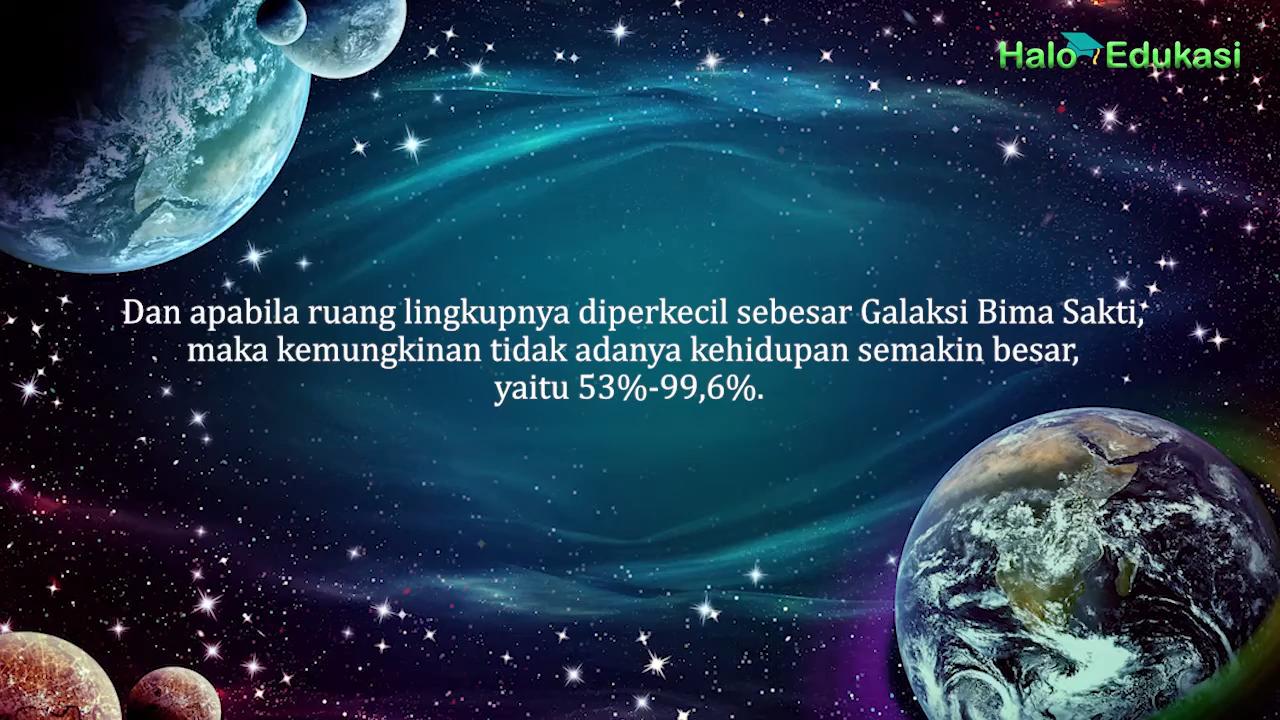 Halo Edukasi
Dan apabila ruang lingkupnya diperkecil sebesar Galaksi Bima Sakti,
maka kemungkinan tidak adanya kehidupan semakin besar,
yaitu 53%-99,6%.